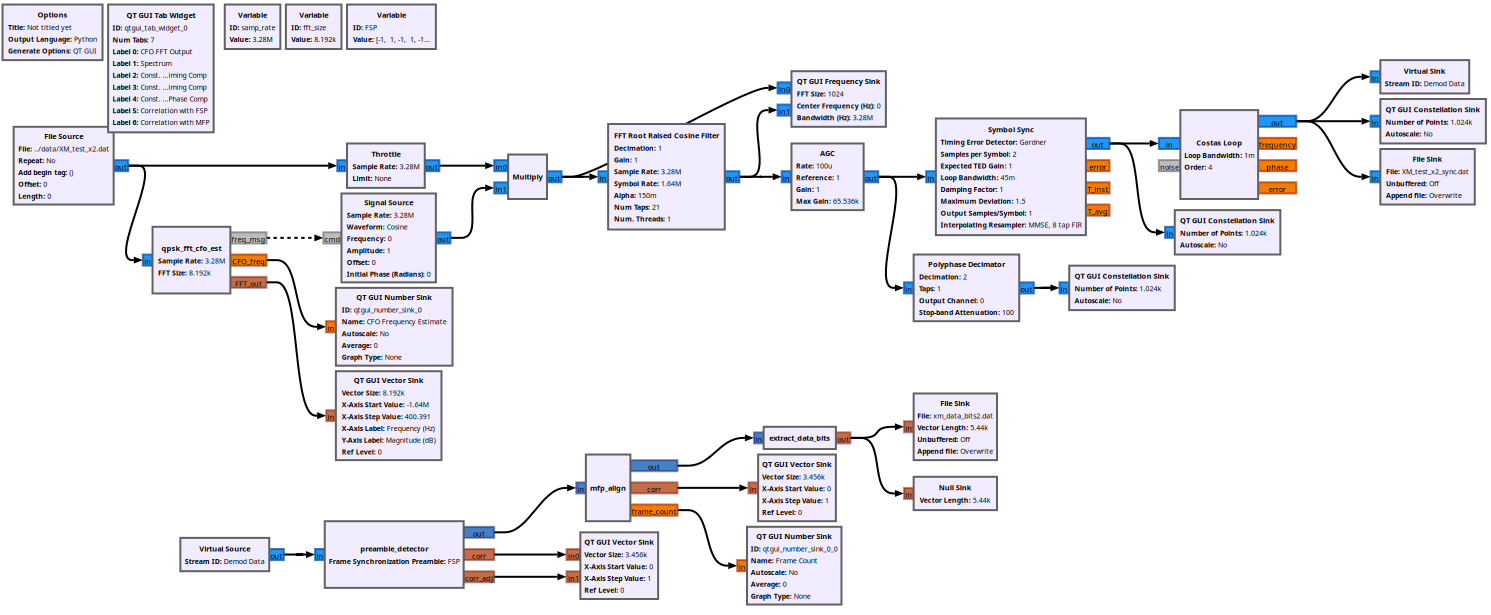 Options
Title: Not titled yet
Output Language: Python
Generate Options: QT GUI
QT GUI Tab Widget
ID: qtgui_tab_widget_0
Num Tabs: 7
Label 0: CFO FFT Output
Label 1: Spectrum
Label 2: Const. ...iming Comp
Label 3: Const. ...iming Comp
Label 4: Const. ...Phase Comp
Label 5: Correlation with FSP
Label 6: Correlation with MFP
Variable
ID: samp_rate
Value: 3.28M
Variable
ID: fft_size
Value: 8.192k
Variable
ID: FSP
Value: [-1, 1, -1, 1, -1...
File Source
File: ../data/XM_test_x2.dat
Repeat: No
Add begin tag: ()
Offset: 0
Length: 0
out
in
Throttle
Sample Rate: 3.28M
Limit: None
out
in
qpsk_fft_cfo_est
Sample Rate: 3.28M
FFT Size: 8.192k
freq_msg
CFO_freq
FFT_out
cmd
Signal Source
Sample Rate: 3.28M
Waveform: Cosine
Frequency: 0
Amplitude: 1
Offset: 0
Initial Phase (Radians): 0
out
in
QT GUI Number Sink
ID: qtgui_number_sink_0
Name: CFO Frequency Estimate
Autoscale: No
Average: 0
Graph Type: None
in
QT GUI Vector Sink
Vector Size: 8.192k
X-Axis Start Value: -1.64M
X-Axis Step Value: 400.391
X-Axis Label: Frequency (Hz)
Y-Axis Label: Magnitude (dB)
Ref Level: 0
in0
in1
Multiply
out
in
FFT Root Raised Cosine Filter
Decimation: 1
Gain: 1
Sample Rate: 3.28M
Symbol Rate: 1.64M
Alpha: 150m
Num Taps: 21
Num. Threads: 1
out
in0
in1
QT GUI Frequency Sink
FFT Size: 1024
Center Frequency (Hz): 0
Bandwidth (Hz): 3.28M
in
AGC
Rate: 100u
Reference: 1
Gain: 1
Max Gain: 65.536k
out
in
Symbol Sync
Timing Error Detector: Gardner
Samples per Symbol: 2
Expected TED Gain: 1
Loop Bandwidth: 45m
Damping Factor: 1
Maximum Deviation: 1.5
Output Samples/Symbol: 1
Interpolating Resampler: MMSE, 8 tap FIR
out
error
T_inst
T_avg
in
Polyphase Decimator
Decimation: 2
Taps: 1
Output Channel: 0
Stop-band Attenuation: 100
out
in
QT GUI Constellation Sink
Number of Points: 1.024k
Autoscale: No
in
noise
Costas Loop
Loop Bandwidth: 1m
Order: 4
out
frequency
phase
error
in
QT GUI Constellation Sink
Number of Points: 1.024k
Autoscale: No
in
Virtual Sink
Stream ID: Demod Data
in
QT GUI Constellation Sink
Number of Points: 1.024k
Autoscale: No
in
File Sink
File: XM_test_x2_sync.dat
Unbuffered: Off
Append file: Overwrite
Virtual Source
Stream ID: Demod Data
out
in
preamble_detector
Frame Synchronization Preamble: FSP
out
corr
corr_adj
in0
in1
QT GUI Vector Sink
Vector Size: 3.456k
X-Axis Start Value: 0
X-Axis Step Value: 1
Ref Level: 0
in
mfp_align
out
corr
frame_count
in
extract_data_bits
out
in
QT GUI Vector Sink
Vector Size: 3.456k
X-Axis Start Value: 0
X-Axis Step Value: 1
Ref Level: 0
in
QT GUI Number Sink
ID: qtgui_number_sink_0_0
Name: Frame Count
Autoscale: No
Average: 0
Graph Type: None
in
File Sink
File: xm_data_bits2.dat
Vector Length: 5.44k
Unbuffered: Off
Append file: Overwrite
in
Null Sink
Vector Length: 5.44k